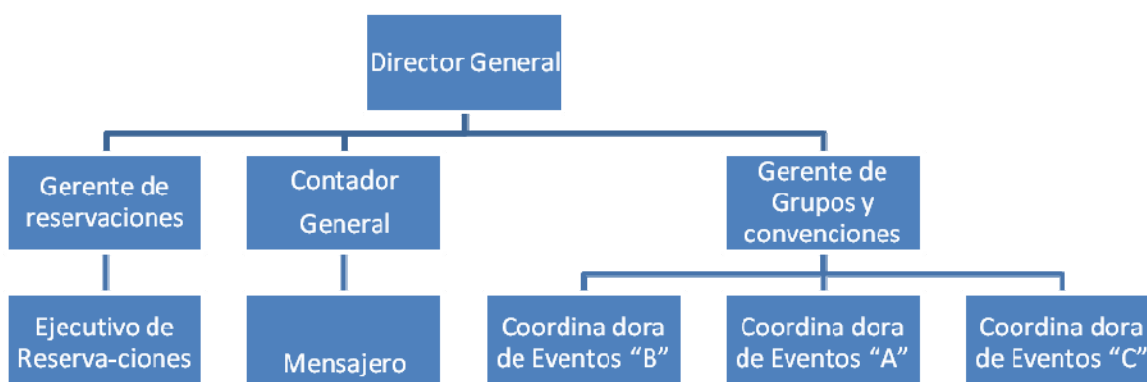 Director General
Gerente de
reservaciones
Contador
General
Gerente de
Grupos y
convenciones
Ejecutivo de
Reserva-ciones
Mensajero
Coordina dora
de Eventos “B”
Coordina dora
de Eventos “A”
Coordina dora
de Eventos “C”